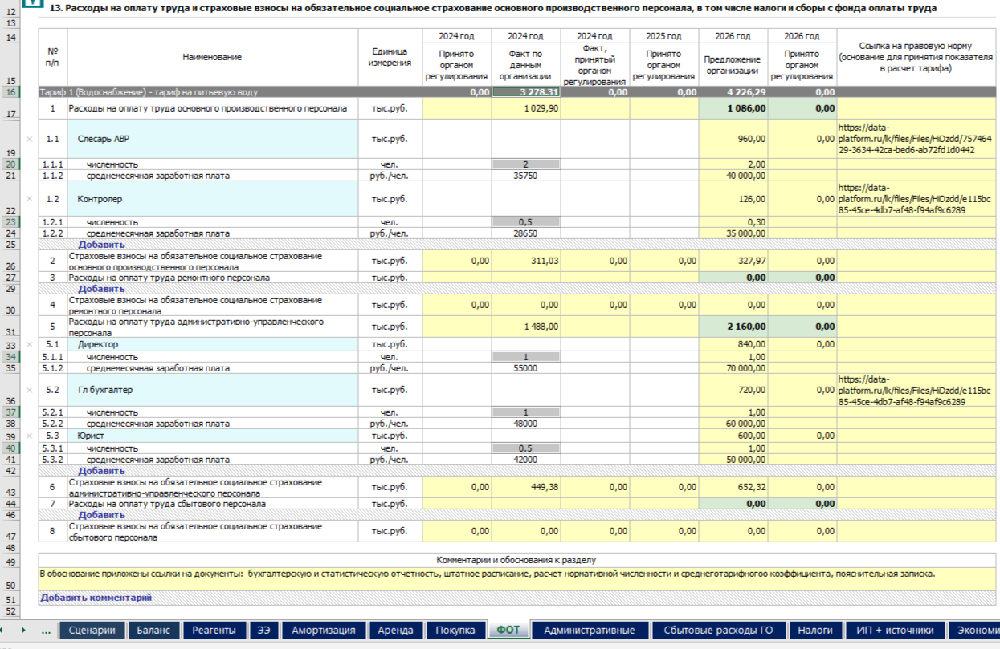 12 13. Расходы на оплату труда и страховые взносы на обязательное социальное страхование основного производственного персонала, в том числе налоги и сборы с фонда оплаты труда
13
14 2024 год 2024 год 2024 год 2025 год 2026 год 2026 год
15 № п/п Наименование Единица измерения Принято органом регулирования Факт по данным организации Факт, принятый органом регулирования Принято органом регулирования Предложение организации Принято органом регулирования Ссылка на правовую норму (основание для принятия показателя в расчет тарифа)
16 Тариф 1 (Водоснабжение) - тариф на питьевую воду 0,00 3 278.31 0,00 0,00 4 226,29 0,00
17 1 Расходы на оплату труда основного производственного персонала тыс.руб. 1 029,90 1 086,00 0,00
19 × 1.1 Слесарь АВР тыс.руб. 960,00 0,00 https://data-platform.ru/lk/files/Files/HiDzdd/75746429-3634-42ca-bed6-ab72fd1d0442
20 1.1.1 численность чел. 2 2,00
21 1.1.2 среднемесячная заработная плата руб./чел. 35750 40 000,00
22 × 1.2 Контролер тыс.руб. 126,00 0,00 https://data-platform.ru/lk/files/Files/HiDzdd/e115bc85-45ce-4db7-af48-f94af9c6289
23 1.2.1 численность чел. 0,5 0,30
24 1.2.2 среднемесячная заработная плата руб./чел. 28650 35 000,00
25 Добавить
26 2 Страховые взносы на обязательное социальное страхование основного производственного персонала тыс.руб. 0,00 311,03 0,00 0,00 327,97 0,00
27 3 Расходы на оплату труда ремонтного персонала тыс.руб. 0,00 0,00
29 Добавить
30 4 Страховые взносы на обязательное социальное страхование ремонтного персонала тыс.руб. 0,00 0,00 0,00 0,00 0,00 0,00
31 5 Расходы на оплату труда административно-управленческого персонала тыс.руб. 1 488,00 2 160,00 0,00
33 × 5.1 Директор тыс.руб. 840,00 0,00
34 5.1.1 численность чел. 1 1,00
35 5.1.2 среднемесячная заработная плата руб./чел. 55000 70 000,00
36 × 5.2 Гл бухгалтер тыс.руб. 720,00 0,00 https://data-platform.ru/lk/files/Files/HiDzdd/e115bc85-45ce-4db7-af48-f94af9c6289
37 5.2.1 численность чел. 1 1,00
38 5.2.2 среднемесячная заработная плата руб./чел. 48000 60 000,00
39 × 5.3 Юрист тыс.руб. 600,00 0,00
40 5.3.1 численность чел. 0,5 1,00
41 5.3.2 среднемесячная заработная плата руб./чел. 42000 50 000,00
42 Добавить
43 6 Страховые взносы на обязательное социальное страхование административно-управленческого персонала тыс.руб. 0,00 449,38 0,00 0,00 652,32 0,00
44 7 Расходы на оплату труда сбытового персонала тыс.руб. 0,00 0,00
46 Добавить
47 8 Страховые взносы на обязательное социальное страхование сбытового персонала тыс.руб. 0,00 0,00 0,00 0,00 0,00 0,00
48
49 Комментарии и обоснования к разделу
50 В обоснование приложены ссылки на документы: бухгалтерскую и статистическую отчетность, штатное расписание, расчет нормативной численности и среднеготарифногоо коэффициента, пояснительная записка.
51 Добавить комментарий
52
... Сценарии Баланс Реагенты ЭЭ Амортизация Аренда Покупка ФОТ Административные Сбытовые расходы ГО Налоги ИП + источники Экономи